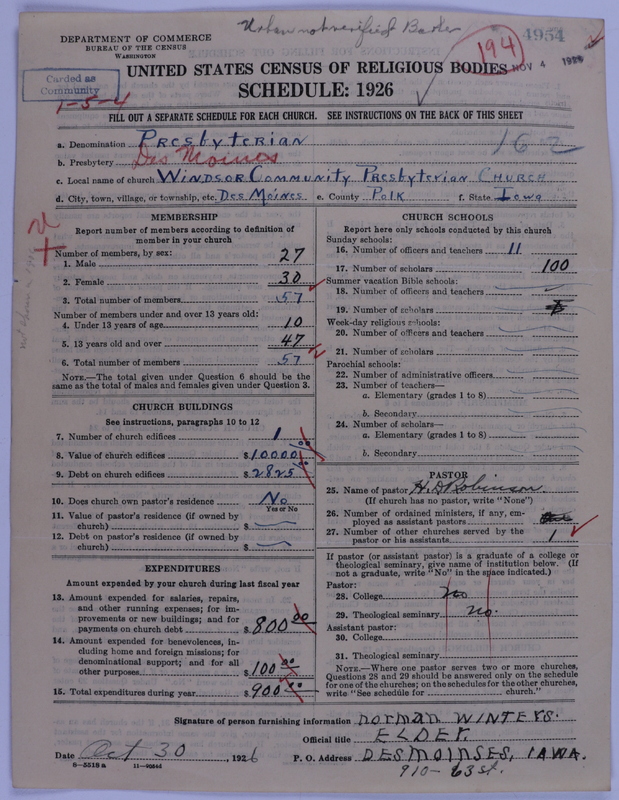 Urban not verified
DEPARTMENT OF COMMERCE
BUREAU OF THE CENSUS
WASHINGTON
194
4954
NOV 4 1926
Carded as
Community
1-5-4
UNITED STATES CENSUS OF RELIGIOUS BODIES
SCHEDULE: 1926
FILL OUT A SEPARATE SCHEDULE FOR EACH CHURCH. SEE INSTRUCTIONS ON THE BACK OF THIS SHEET
a. Denomination PRESBYTERIAN
162
b. Presbytery Des Moines
c. Local name of church WINDSOR COMMUNITY PRESBYTERIAN CHURCH
d. City, town, village, or township, etc. DES MOINES e. County POLK f. State IOWA
MEMBERSHIP
Report number of members according to definition of
member in your church
Number of members, by sex:
1. Male 27
2. Female 30
3. Total number of members 57
Number of members under and over 13 years old:
4. Under 13 years of age 10
5. 13 years old and over 47
6. Total number of members 57
NOTE.—The total given under Question 6 should be the
same as the total of males and females given under Question 3.
CHURCH BUILDINGS
See instructions, paragraphs 10 to 12
7. Number of church edifices 1
8. Value of church edifices $ 10000 00
9. Debt on church edifices $ 2825 00
10. Does church own pastor's residence No
Yes or No
11. Value of pastor's residence (if owned by
church) $
12. Debt on pastor's residence (if owned by
church) $
EXPENDITURES
Amount expended by your church during last fiscal year
13. Amount expended for salaries, repairs,
and other running expenses; for im-
provements or new buildings; and for
payments on church debt $ 800 00
14. Amount expended for benevolences, in-
cluding home and foreign missions; for
denominational support; and for all
other purposes $ 100 00
15. Total expenditures during year $ 900 00
CHURCH SCHOOLS
Report here only schools conducted by this church
Sunday schools:
16. Number of officers and teachers 11
17. Number of scholars 100
Summer vacation Bible schools:
18. Number of officers and teachers
19. Number of scholars
Week-day religious schools:
20. Number of officers and teachers
21. Number of scholars
Parochial schools:
22. Number of administrative officers
23. Number of teachers—
a. Elementary (grades 1 to 8)
b. Secondary
24. Number of scholars—
a. Elementary (grades 1 to 8)
b. Secondary
PASTOR
25. Name of pastor H. D. Robinson
(If church has no pastor, write "None")
26. Number of ordained ministers, if any, em-
ployed as assistant pastors
27. Number of other churches served by the
pastor or his assistants 1
If pastor (or assistant pastor) is a graduate of a college or
theological seminary, give name of institution below. (If
not a graduate, write "No" in the space indicated.)
Pastor:
28. College no
29. Theological seminary no.
Assistant pastor:
30. College
31. Theological seminary
NOTE.—Where one pastor serves two or more churches,
Questions 28 and 29 should be answered only on the schedule
for one of the churches; on the schedules for the other churches,
write "See schedule for church."
Signature of person furnishing information NORMAN WINTERS.
Official title ELDER.
Date Oct 30, 1926 P. O. Address DES MOINSES, IAWA.
8-5518a 11-9084d
910- 63 st.